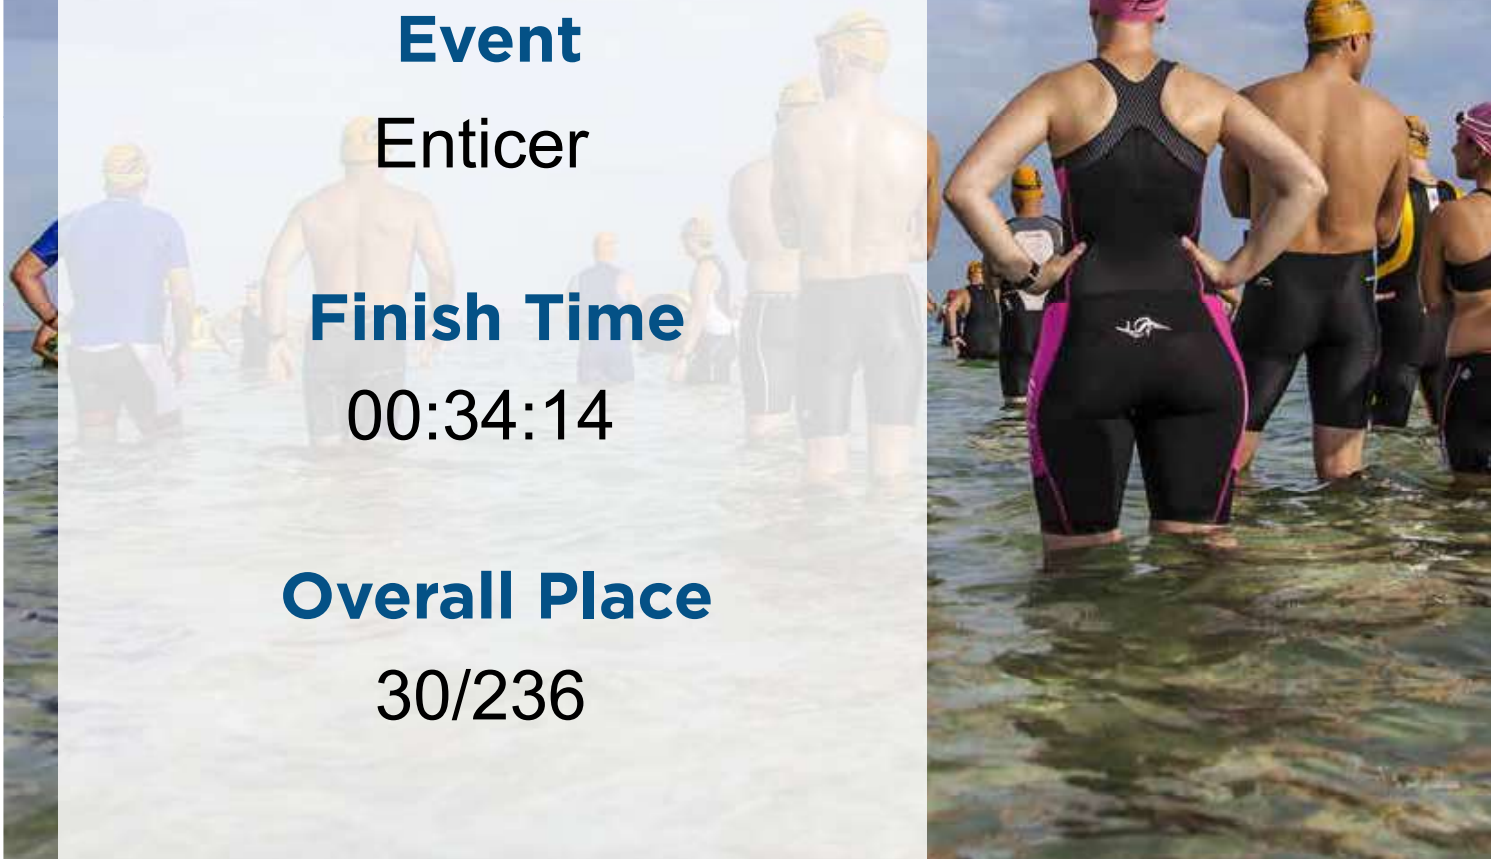 Event
Enticer
Finish Time
00:34:14
Overall Place
30/236